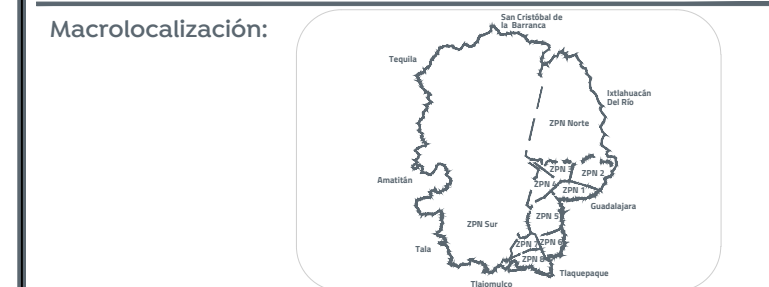 Macrolocalización:
San Cristóbal de
la Barranca
Tequila
Ixtlahuacán
Del Río
ZPN Norte
ZPN 3
ZPN 2
ZPN 4
ZPN 1
Amatitán
Guadalajara
ZPN 5
ZPN Sur
ZPN 7
ZPN 6
Tala
ZPN 8
Tlaquepaque
Tlajomulco